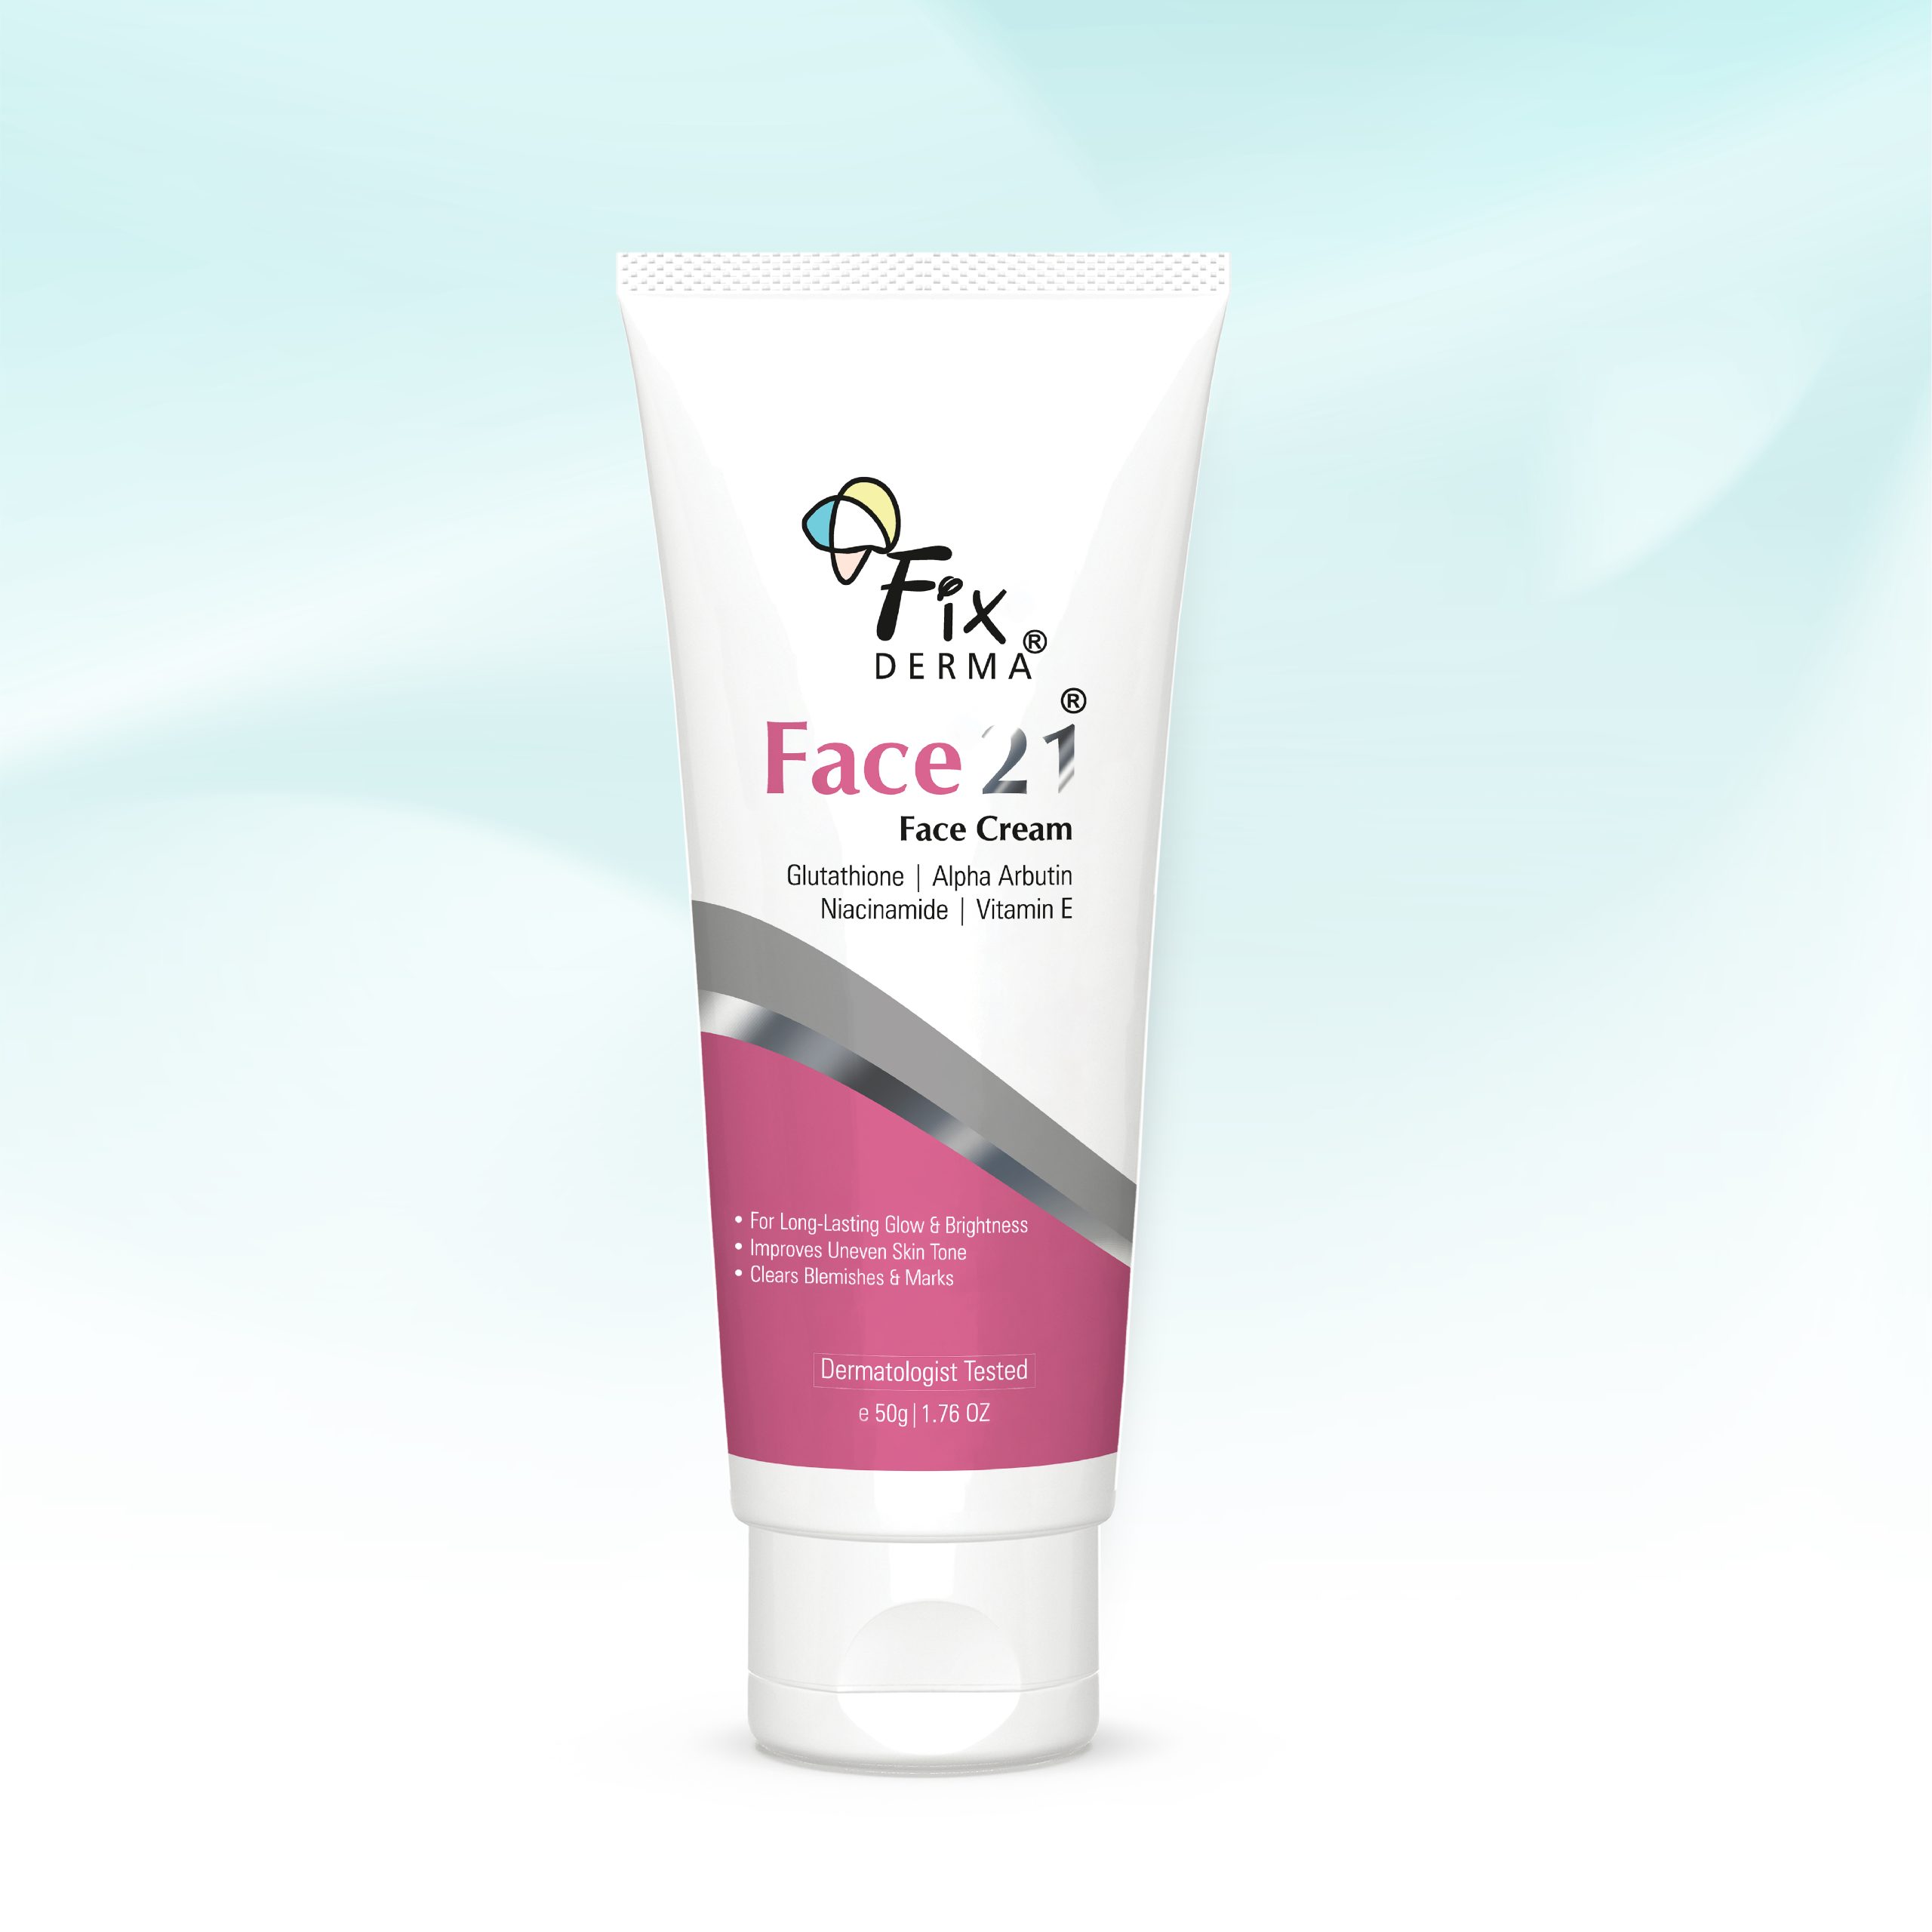 Fix
DERMA®
Face 21®
Face Cream
Glutathione | Alpha Arbutin
Niacinamide | Vitamin E
• For Long-Lasting Glow & Brightness
• Improves Uneven Skin Tone
• Clears Blemishes & Marks
Dermatologist Tested
e 50g | 1.76 OZ